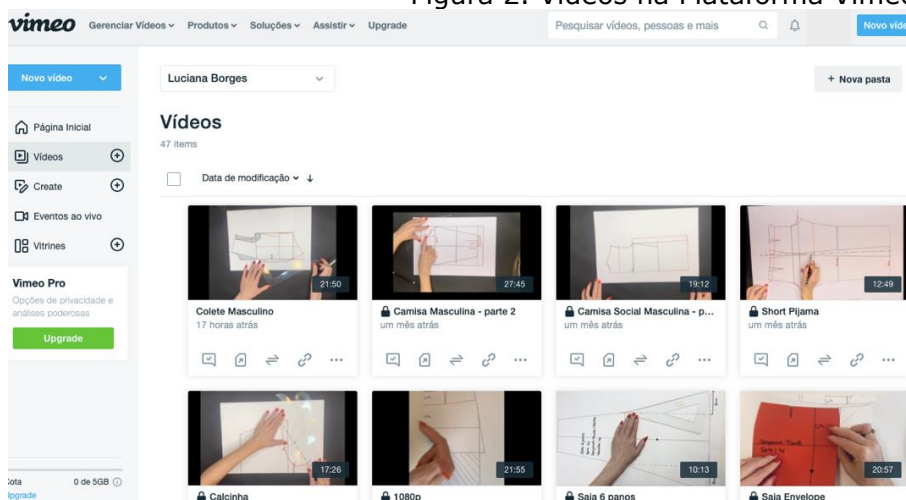 Figura 2: Vídeos na Plataforma Vimeo
vimeo Gerenciar Vídeos Produtos Soluções Assistir Upgrade Pesquisar vídeos, pessoas e mais Novo víde
Novo vídeo
Luciana Borges
+ Nova pasta
Página Inicial
Vídeos
Create
Eventos ao vivo
Vitrines
Vimeo Pro
Opções de privacidade e
análises poderosas
Upgrade
Cota 0 de 5GB
Upgrade
Vídeos
47 items
Data de modificação ↓
21:50
27:45
19:12
12:49
Colete Masculino
17 horas atrás
Camisa Masculina - parte 2
um mês atrás
Camisa Social Masculina - p...
um mês atrás
Short Pijama
um mês atrás
17:26
21:55
10:13
20:57
Calcinha
1080p
Saia 6 panos
Saia Envelope